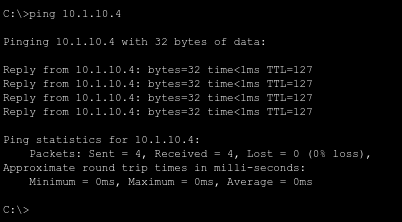 C:\>ping 10.1.10.4
Pinging 10.1.10.4 with 32 bytes of data:
Reply from 10.1.10.4: bytes=32 time<1ms TTL=127
Reply from 10.1.10.4: bytes=32 time<1ms TTL=127
Reply from 10.1.10.4: bytes=32 time<1ms TTL=127
Reply from 10.1.10.4: bytes=32 time<1ms TTL=127
Ping statistics for 10.1.10.4:
    Packets: Sent = 4, Received = 4, Lost = 0 (0% loss),
Approximate round trip times in milli-seconds:
    Minimum = 0ms, Maximum = 0ms, Average = 0ms
C:\>